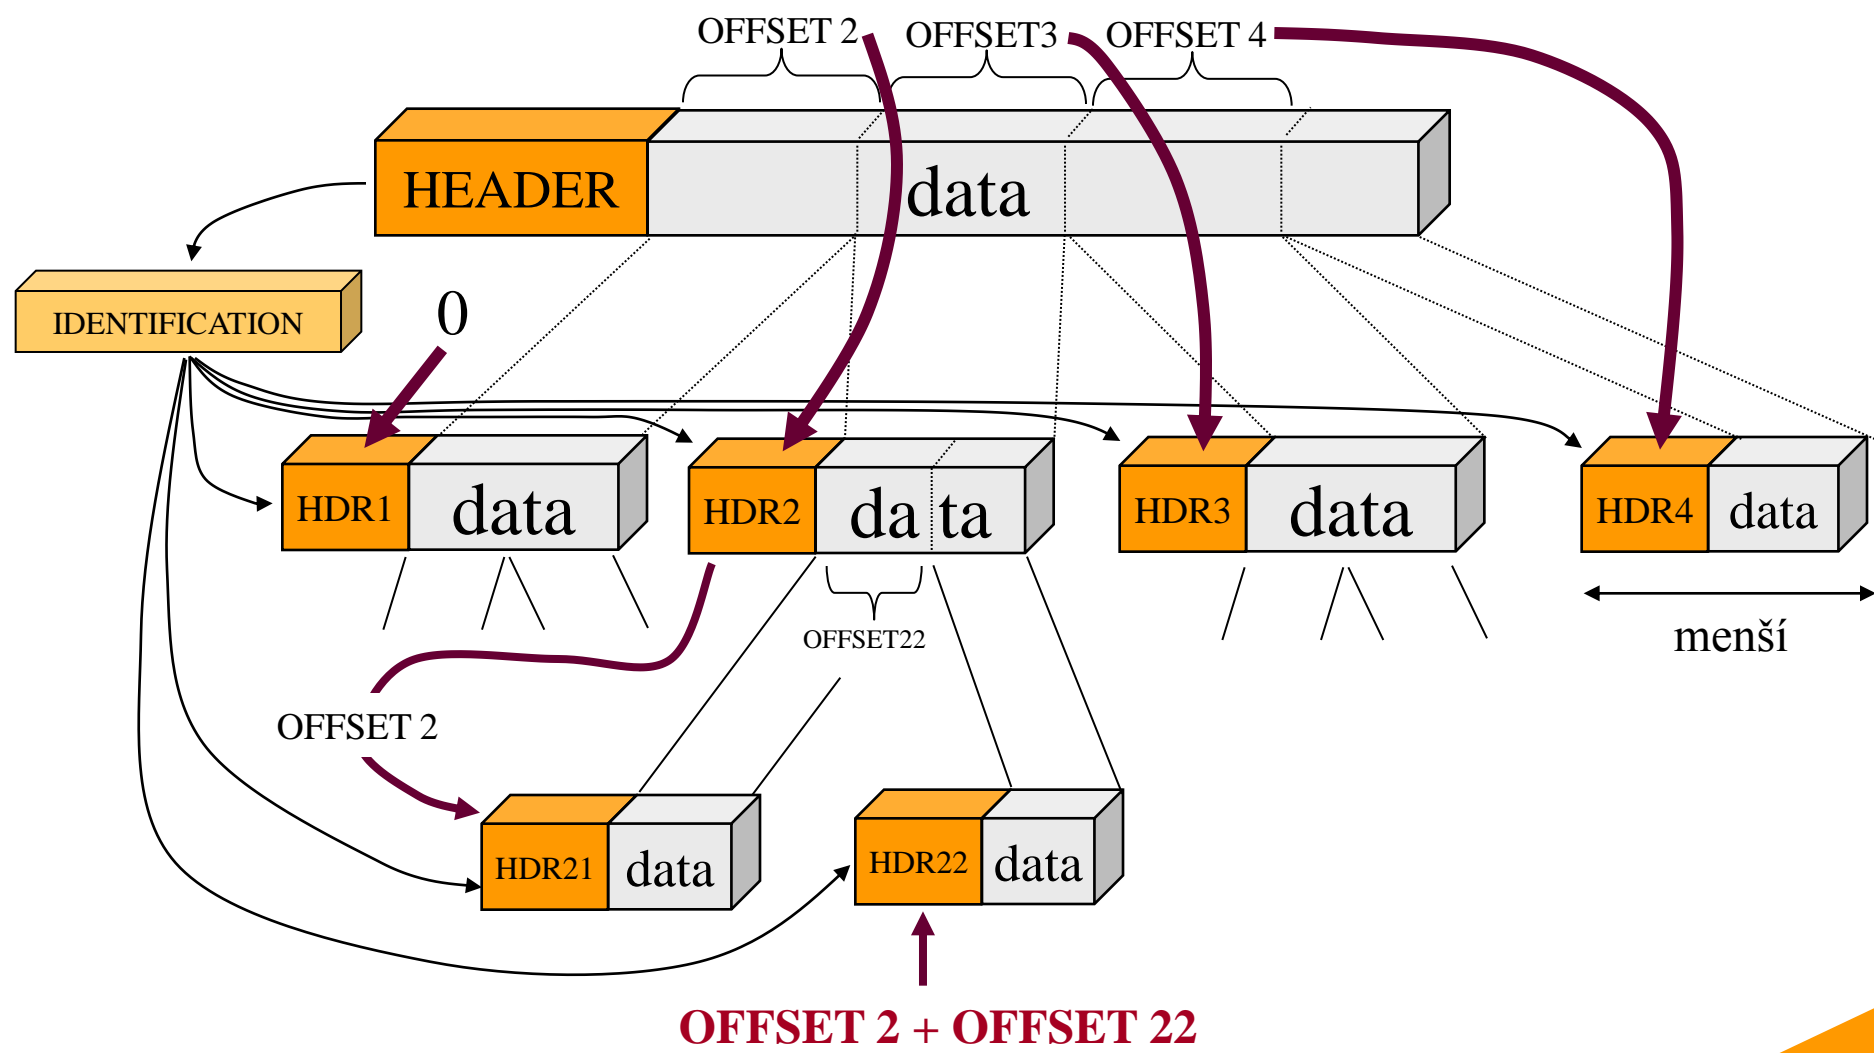 OFFSET 2 OFFSET3 OFFSET 4
HEADER data
IDENTIFICATION
0
HDR1 data HDR2 da ta HDR3 data HDR4 data
OFFSET22
menší
OFFSET 2
HDR21 data HDR22 data
OFFSET 2 + OFFSET 22